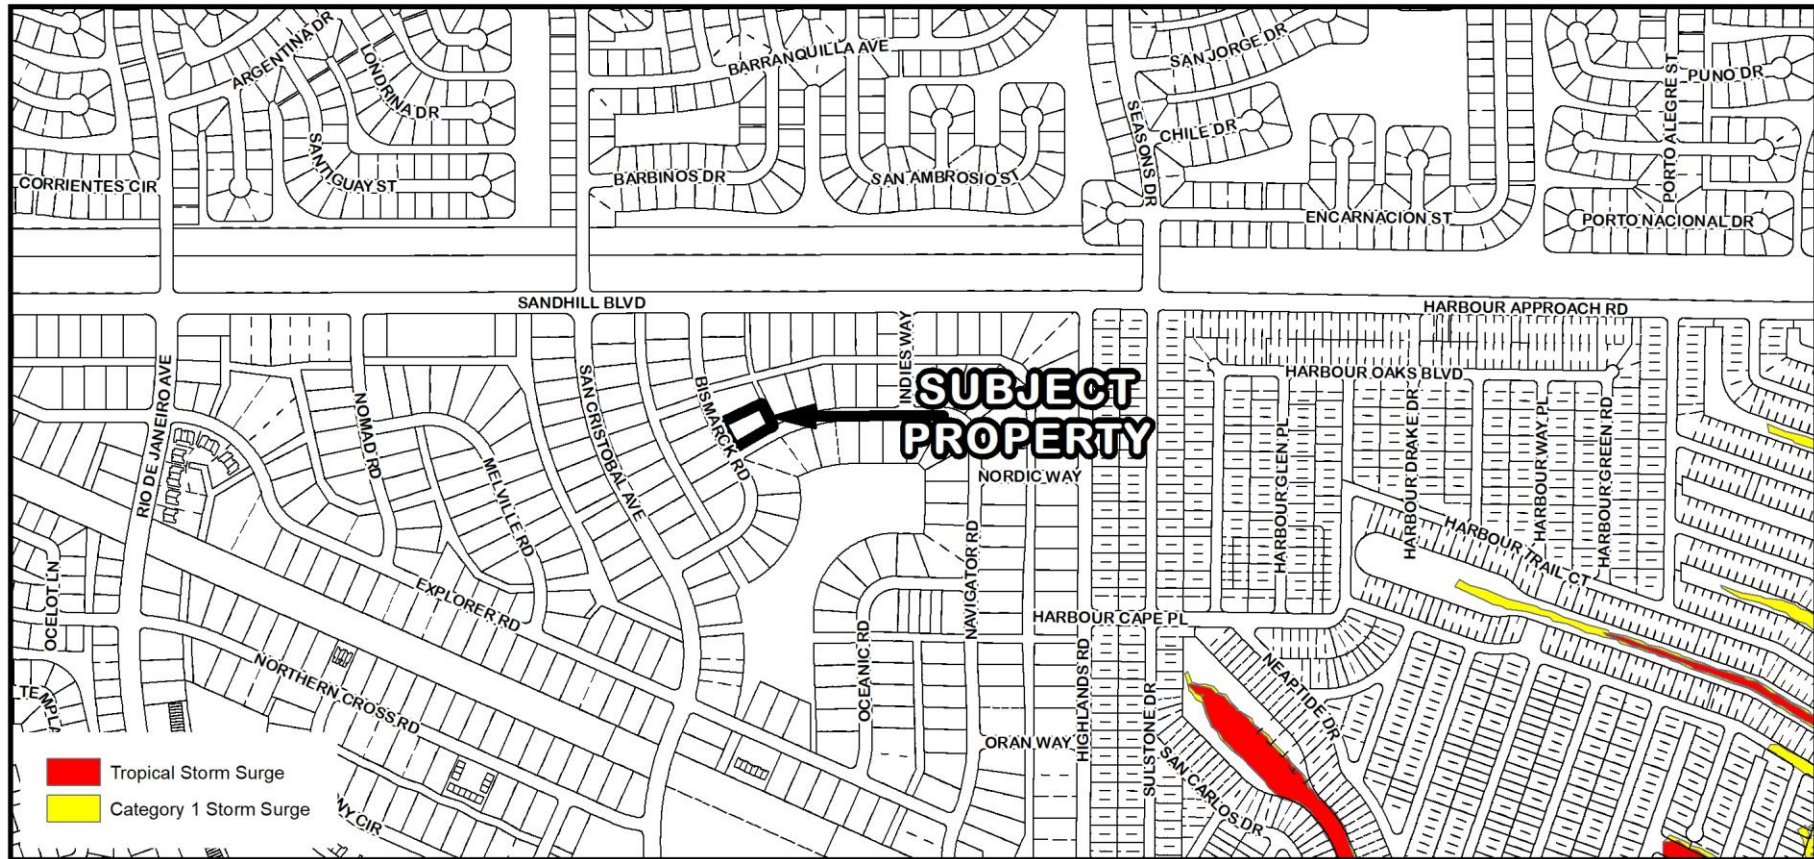 ARGENTINA DR
LONDRINA DR
BARRANQUILLA AVE
SAN JORGE DR
PUNO DR
SEASONS DR
CHILE DR
PORTO ALEGRE ST
SANTIGUAY ST
CORRIENTES CIR
BARBINOS DR
SAN AMBROSIO ST
ENCARNACION ST
PORTO NACIONAL DR
SANDHILL BLVD
HARBOUR APPROACH RD
INDIES WAY
RIO DE JANEIRO AVE
NOMAD RD
SAN CRISTOBAL AVE
BISMARCK RD
SUBJECT
PROPERTY
HARBOUR OAKS BLVD
HARBOUR DRAKE DR
HARBOUR WAY PL
HARBOUR GREEN RD
HARBOUR GLEN PL
MELVILLE RD
NORDIC WAY
HARBOUR TRAIL CT
NAVIGATOR RD
OCELOT LN
EXPLORER RD
HARBOUR CAPE PL
OCEANIC RD
HIGHLANDS RD
NEAPTIDE DR
NORTHERN CROSS RD
TEMPL
SULSTONE DR
ORAN WAY
SAN CARLOS DR
Tropical Storm Surge
Category 1 Storm Surge
NY CIR